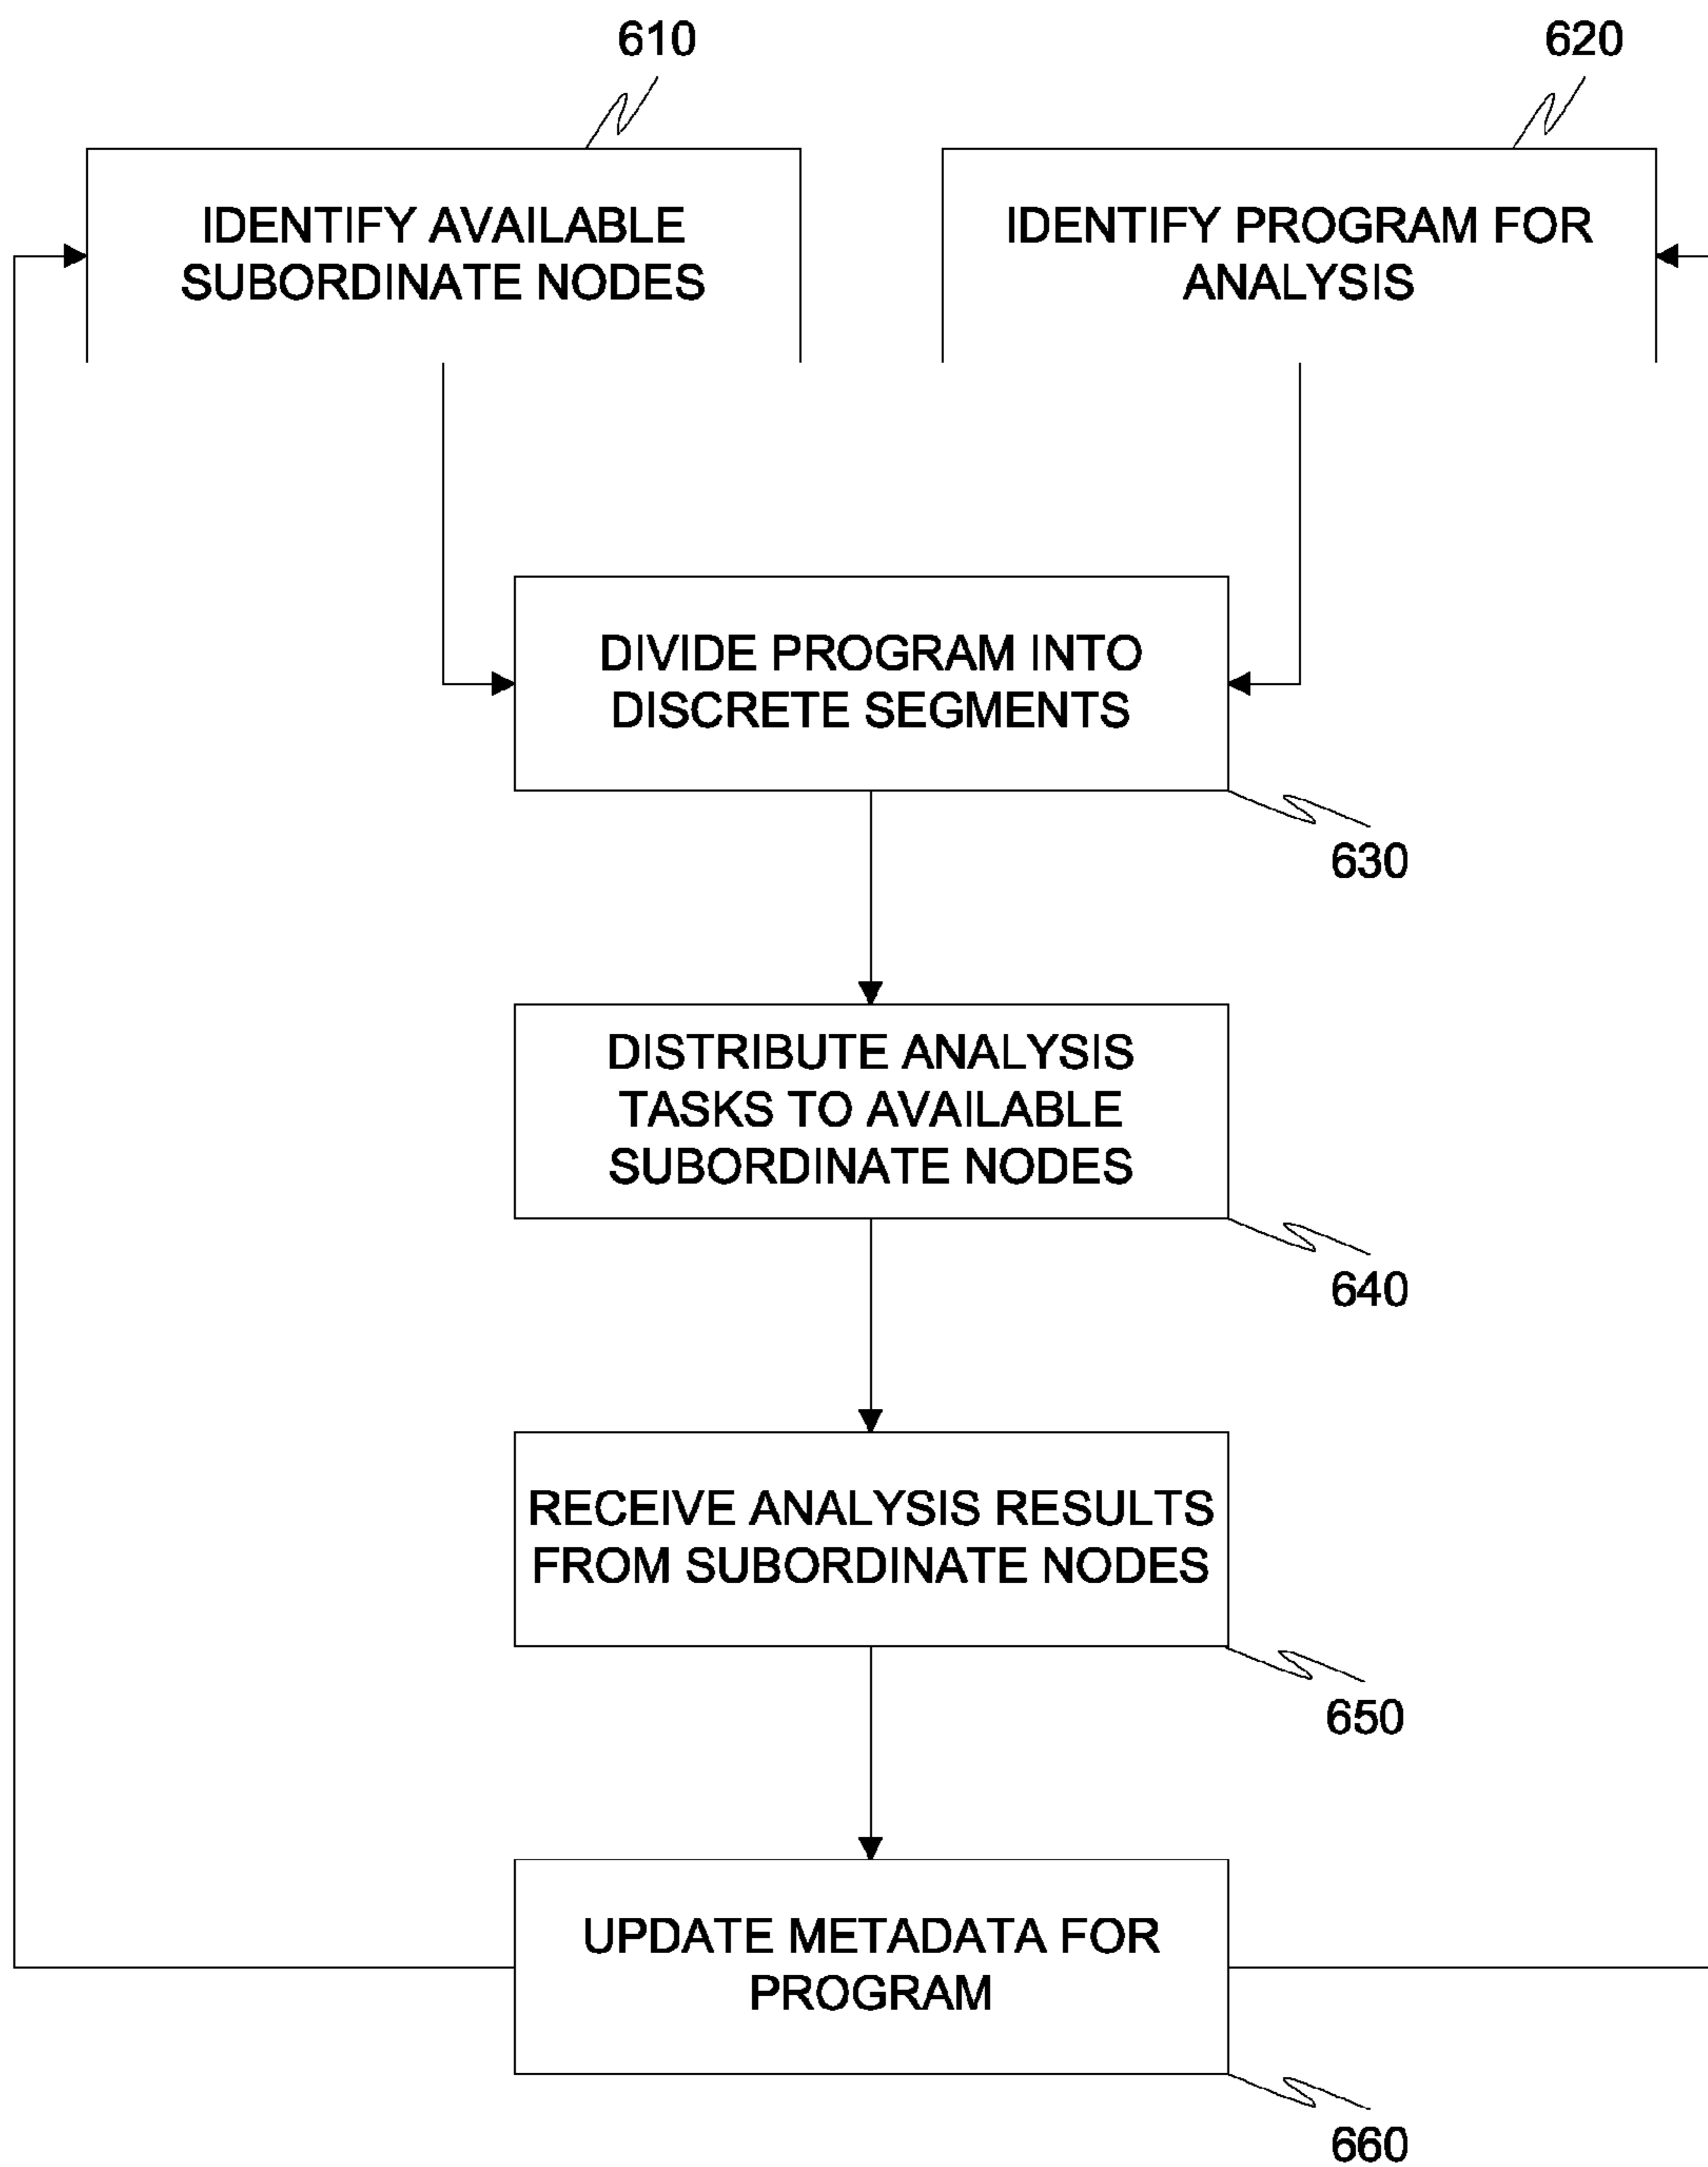 610
620
IDENTIFY AVAILABLE
SUBORDINATE NODES
IDENTIFY PROGRAM FOR
ANALYSIS
DIVIDE PROGRAM INTO
DISCRETE SEGMENTS
630
DISTRIBUTE ANALYSIS
TASKS TO AVAILABLE
SUBORDINATE NODES
640
RECEIVE ANALYSIS RESULTS
FROM SUBORDINATE NODES
650
UPDATE METADATA FOR
PROGRAM
660